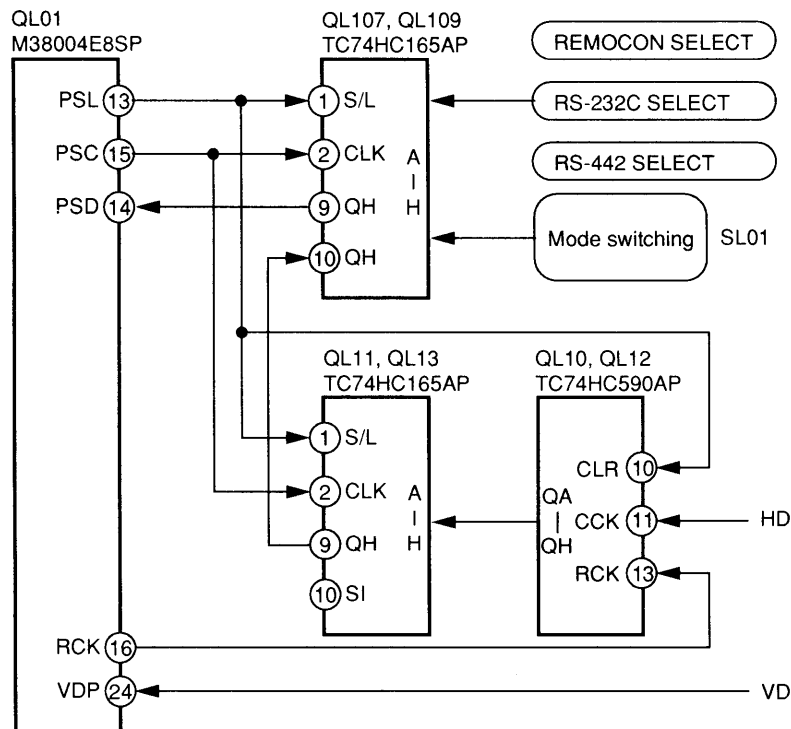 QL01
M38004E8SP
QL107, QL109
TC74HC165AP
REMOCON SELECT
PSL 13
1 S/L
RS-232C SELECT
PSC 15
2 CLK
A
H
RS-442 SELECT
PSD 14
9 QH
10 QH
Mode switching
SL01
QL11, QL13
TC74HC165AP
QL10, QL12
TC74HC590AP
1 S/L
CLR 10
2 CLK
A
H
QA
QH
CCK 11
HD
9 QH
RCK 13
10 SI
RCK 16
VDP 24
VD